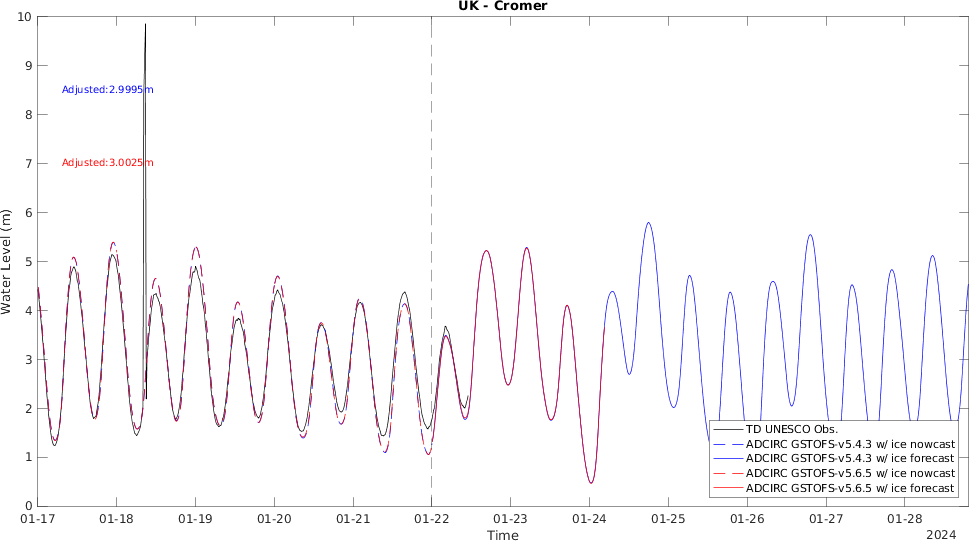 UK - Cromer
10
9
8
7
6
5
4
3
2
1
0
Water Level (m)
Adjusted:2.9995m
Adjusted:3.0025m
TD UNESCO Obs.
ADCIRC GSTOFS-v5.4.3 w/ ice nowcast
ADCIRC GSTOFS-v5.4.3 w/ ice forecast
ADCIRC GSTOFS-v5.6.5 w/ ice nowcast
ADCIRC GSTOFS-v5.6.5 w/ ice forecast
01-17 01-18 01-19 01-20 01-21 01-22 01-23 01-24 01-25 01-26 01-27 01-28
Time
2024